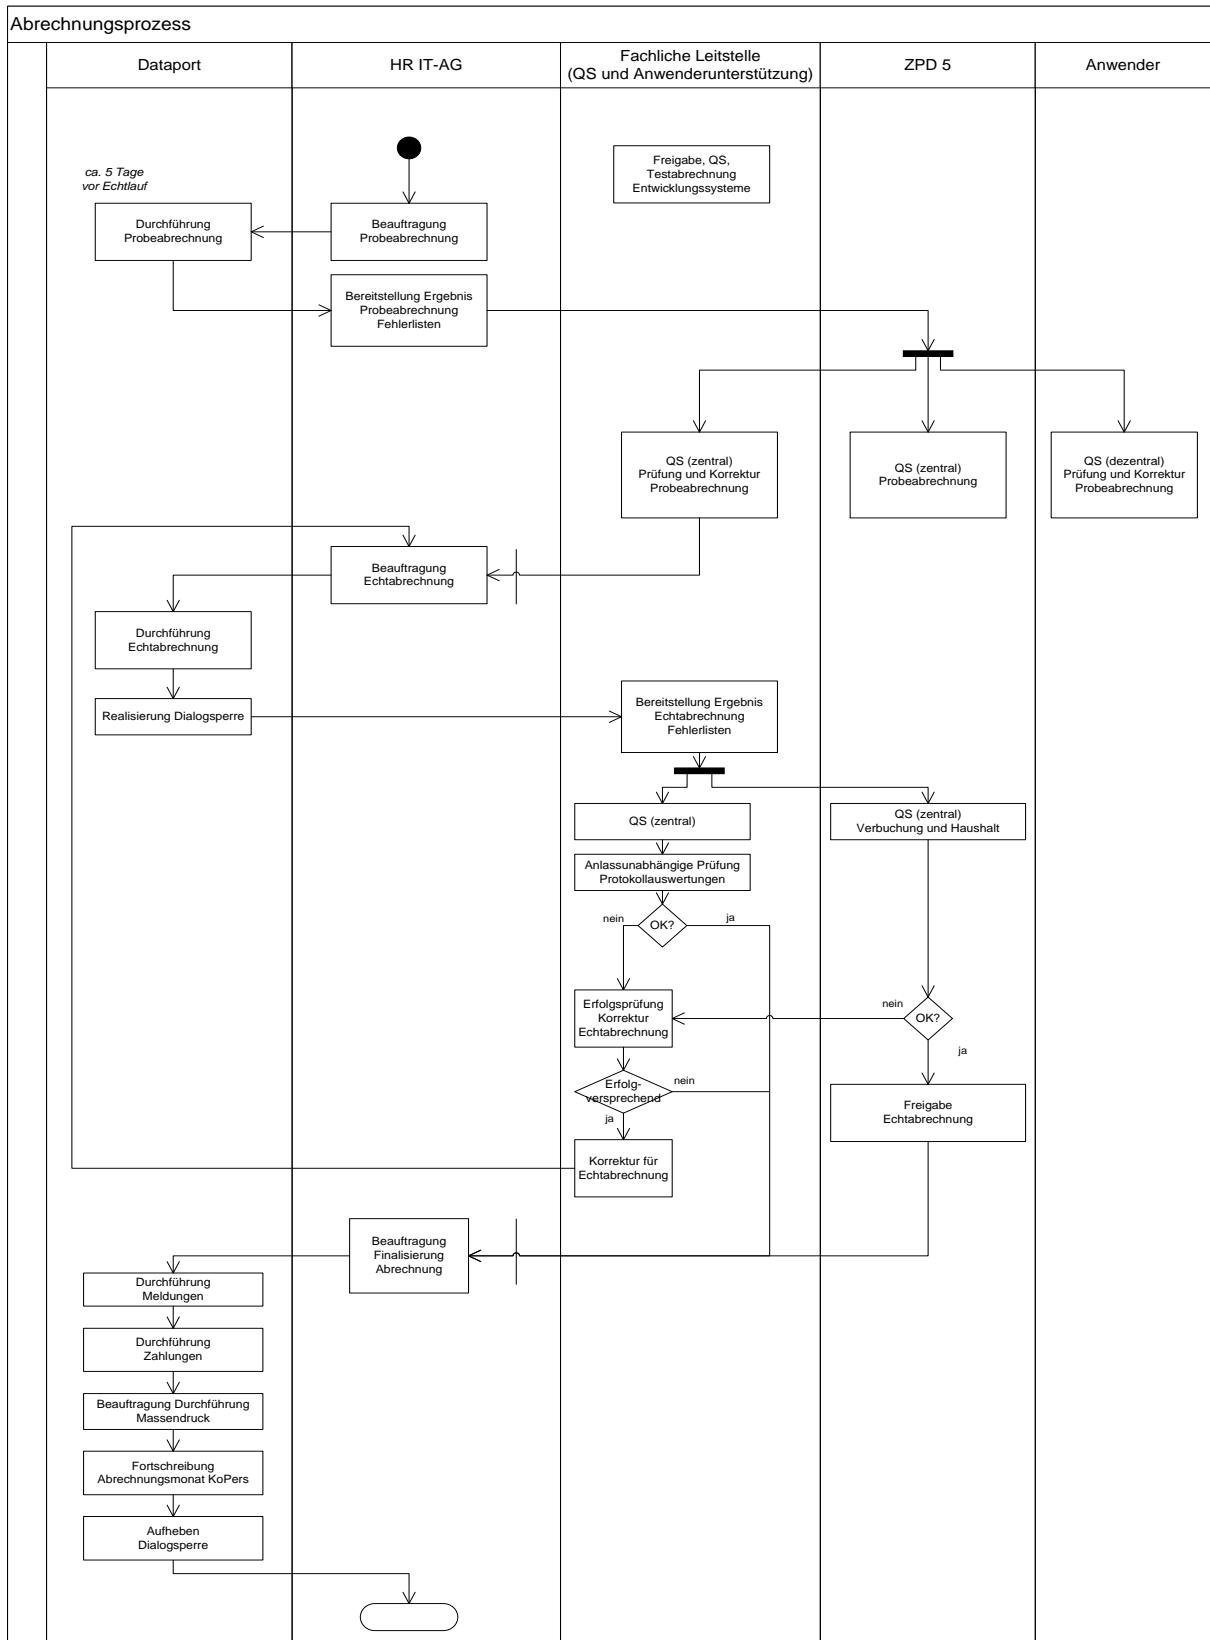 Abrechnungsprozess
Dataport
HR IT-AG
Fachliche Leitstelle
(QS und Anwenderunterstützung)
ZPD 5
Anwender
ca. 5 Tage
vor Echtlauf
Freigabe, QS,
Testabrechnung
Entwicklungssysteme
Durchführung
Probeabrechnung
Beauftragung
Probeabrechnung
Bereitstellung Ergebnis
Probeabrechnung
Fehlerlisten
QS (zentral)
Prüfung und Korrektur
Probeabrechnung
QS (zentral)
Probeabrechnung
QS (dezentral)
Prüfung und Korrektur
Probeabrechnung
Beauftragung
Echtabrechnung
Durchführung
Echtabrechnung
Realisierung Dialogsperre
Bereitstellung Ergebnis
Echtabrechnung
Fehlerlisten
QS (zentral)
QS (zentral)
Verbuchung und Haushalt
Anlassunabhängige Prüfung
Protokollauswertungen
nein
OK?
ja
Erfolgsprüfung
Korrektur
Echtabrechnung
nein
OK?
ja
Erfolg-
versprechend
nein
ja
Freigabe
Echtabrechnung
Korrektur für
Echtabrechnung
Beauftragung
Finalisierung
Abrechnung
Durchführung
Meldungen
Durchführung
Zahlungen
Beauftragung Durchführung
Massendruck
Fortschreibung
Abrechnungsmonat KoPers
Aufheben
Dialogsperre